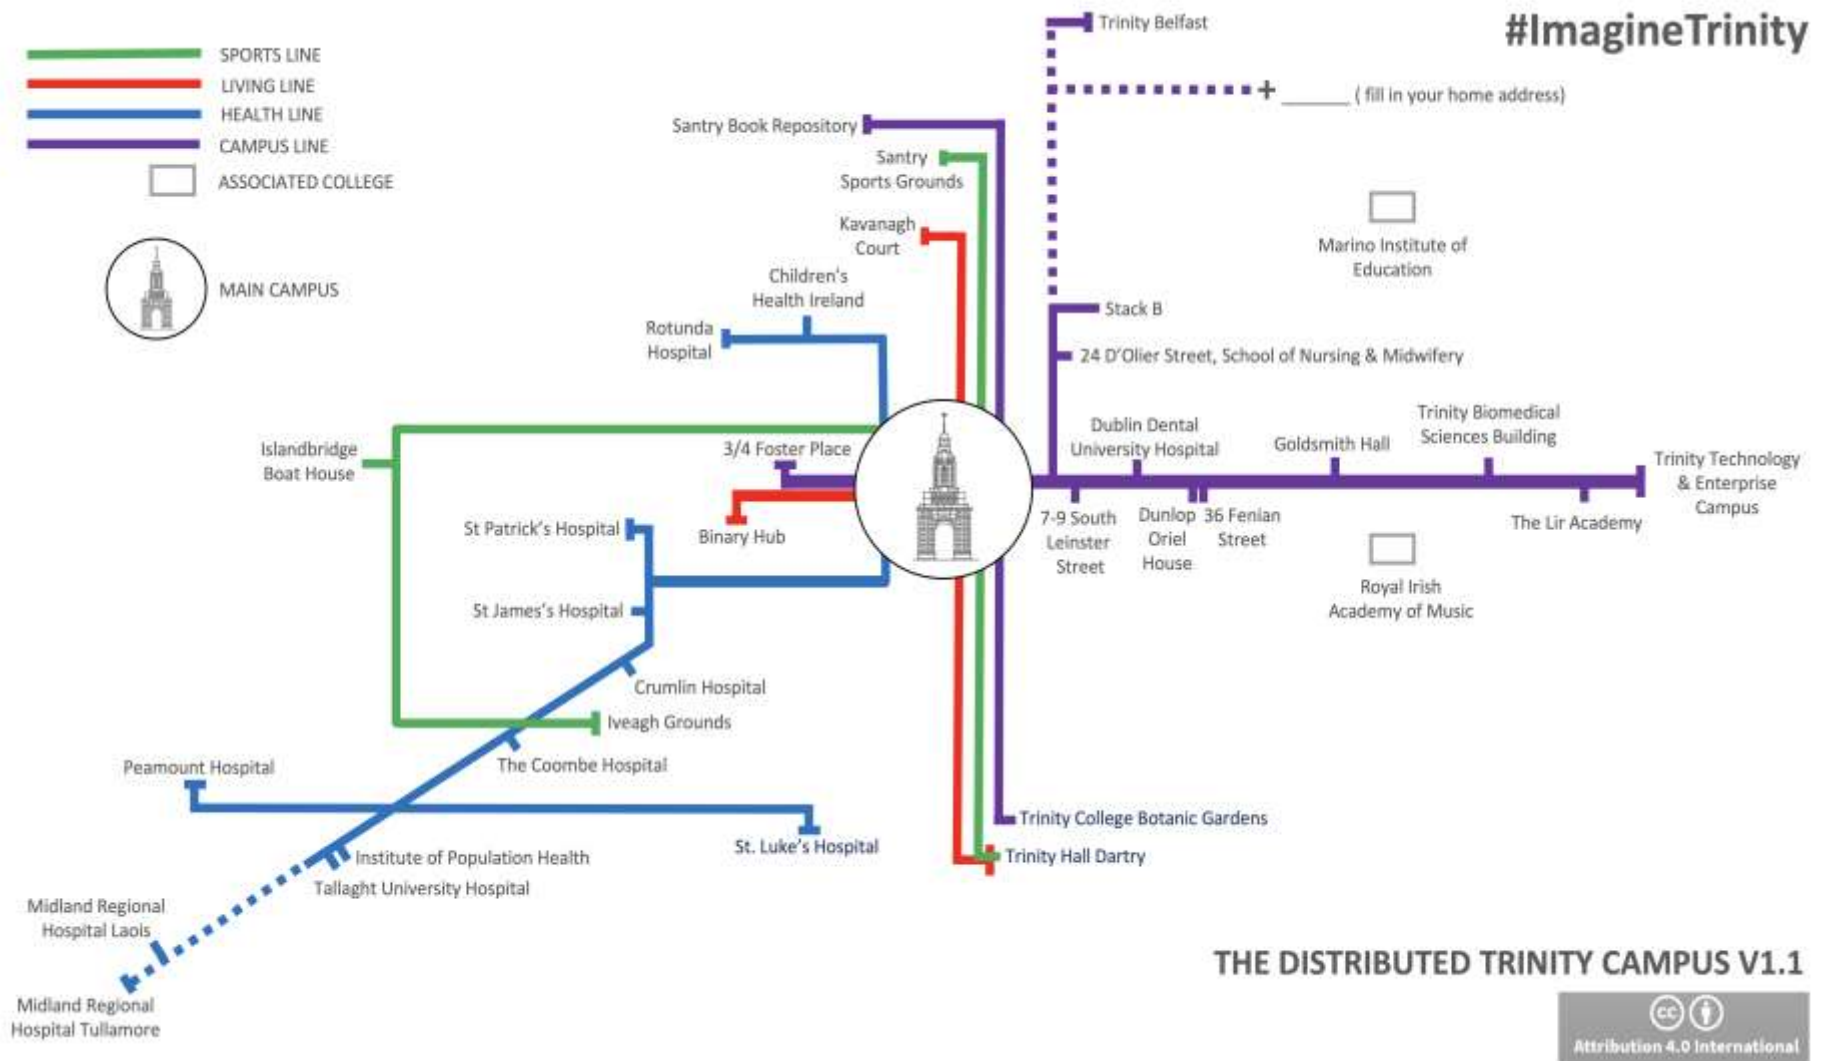 #ImagineTrinity
SPORTS LINE
LIVING LINE
HEALTH LINE
CAMPUS LINE
ASSOCIATED COLLEGE
MAIN CAMPUS
Trinity Belfast
+ ______ ( fill in your home address)
Santry Book Repository
Santry
Sports Grounds
Kavanagh
Court
Children's
Health Ireland
Rotunda
Hospital
Marino Institute of
Education
Stack B
24 D'Olier Street, School of Nursing & Midwifery
Islandbridge
Boat House
3/4 Foster Place
Binary Hub
Dublin Dental
University Hospital
Goldsmith Hall
Trinity Biomedical
Sciences Building
Trinity Technology
& Enterprise
Campus
7-9 South
Leinster
Street
Dunlop
Oriel
House
36 Fenian
Street
The Lir Academy
Royal Irish
Academy of Music
St Patrick's Hospital
St James's Hospital
Crumlin Hospital
Iveagh Grounds
The Coombe Hospital
Peamount Hospital
St. Luke's Hospital
Trinity College Botanic Gardens
Trinity Hall Dartry
Institute of Population Health
Tallaght University Hospital
Midland Regional
Hospital Laois
Midland Regional
Hospital Tullamore
THE DISTRIBUTED TRINITY CAMPUS V1.1
cc
Attribution 4.0 International